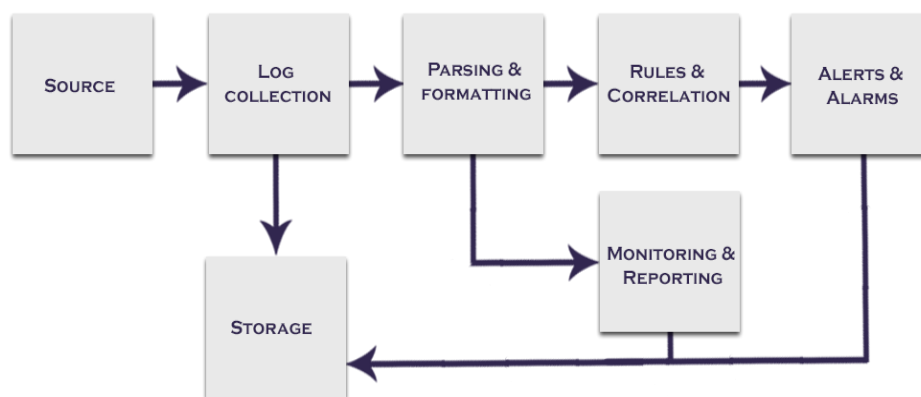 SOURCE
LOG
COLLECTION
PARSING &
FORMATTING
RULES &
CORRELATION
ALERTS &
ALARMS
MONITORING &
REPORTING
STORAGE